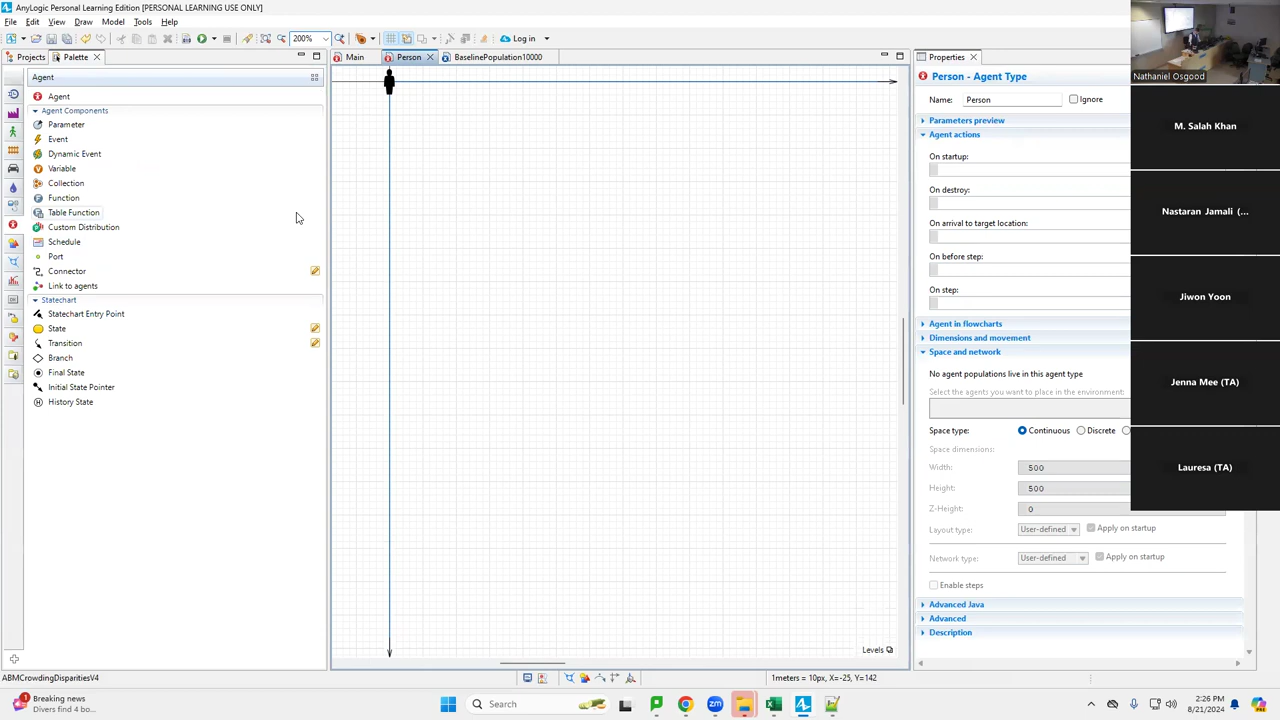 AnyLogic Personal Learning Edition [PERSONAL LEARNING USE ONLY]
File Edit View Draw Model Tools Help
200% Log in
Projects Palette
Main Person BaselinePopulation10000
Properties
Agent
Agent
Agent Components
Parameter
Event
Dynamic Event
Variable
Collection
Function
Table Function
Custom Distribution
Schedule
Port
Connector
Link to agents
Statechart
Statechart Entry Point
State
Transition
Branch
Final State
Initial State Pointer
History State
Levels
Person - Agent Type
Name: Person Ignore
Parameters preview
Agent actions
On startup:
On destroy:
On arrival to target location:
On before step:
On step:
Agent in flowcharts
Dimensions and movement
Space and network
No agent populations live in this agent type
Select the agents you want to place in the environment:
Space type: Continuous Discrete
Space dimensions:
Width: 500
Height: 500
Z-Height: 0
Layout type: User-defined Apply on startup
Network type: User-defined Apply on startup
Enable steps
Advanced Java
Advanced
Description
Nathaniel Osgood
M. Salah Khan
Nastaran Jamali (...
Jiwon Yoon
Jenna Mee (TA)
Lauresa (TA)
ABMCrowdingDisparitiesV4
1meters = 10px, X=-25, Y=142
1
Breaking news
Divers find 4 bo...
Search
2:26 PM
8/21/2024